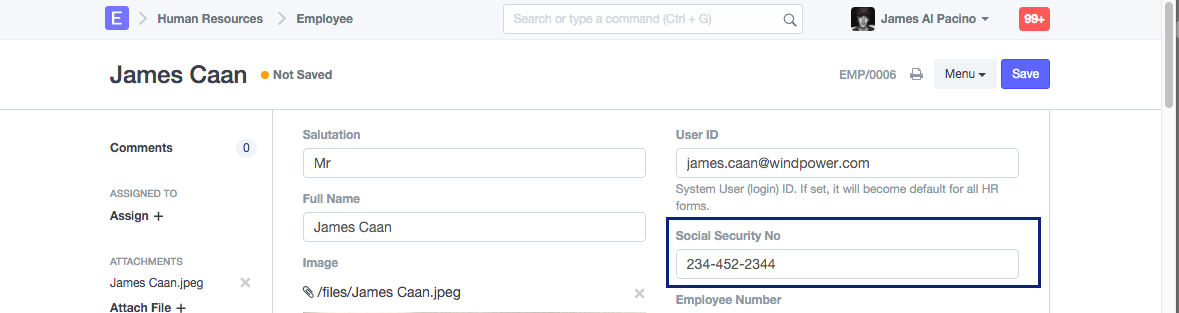 E Human Resources Employee Search or type a command (Ctrl + G) James Al Pacino 99+
James Caan Not Saved EMP/0006 Menu Save
Comments 0
ASSIGNED TO
Assign +
ATTACHMENTS
James Caan.jpeg
Attach File +
Salutation
Mr
Full Name
James Caan
Image
/files/James Caan.jpeg
User ID
james.caan@windpower.com
System User (login) ID. If set, it will become default for all HR
forms.
Social Security No
234-452-2344
Employee Number